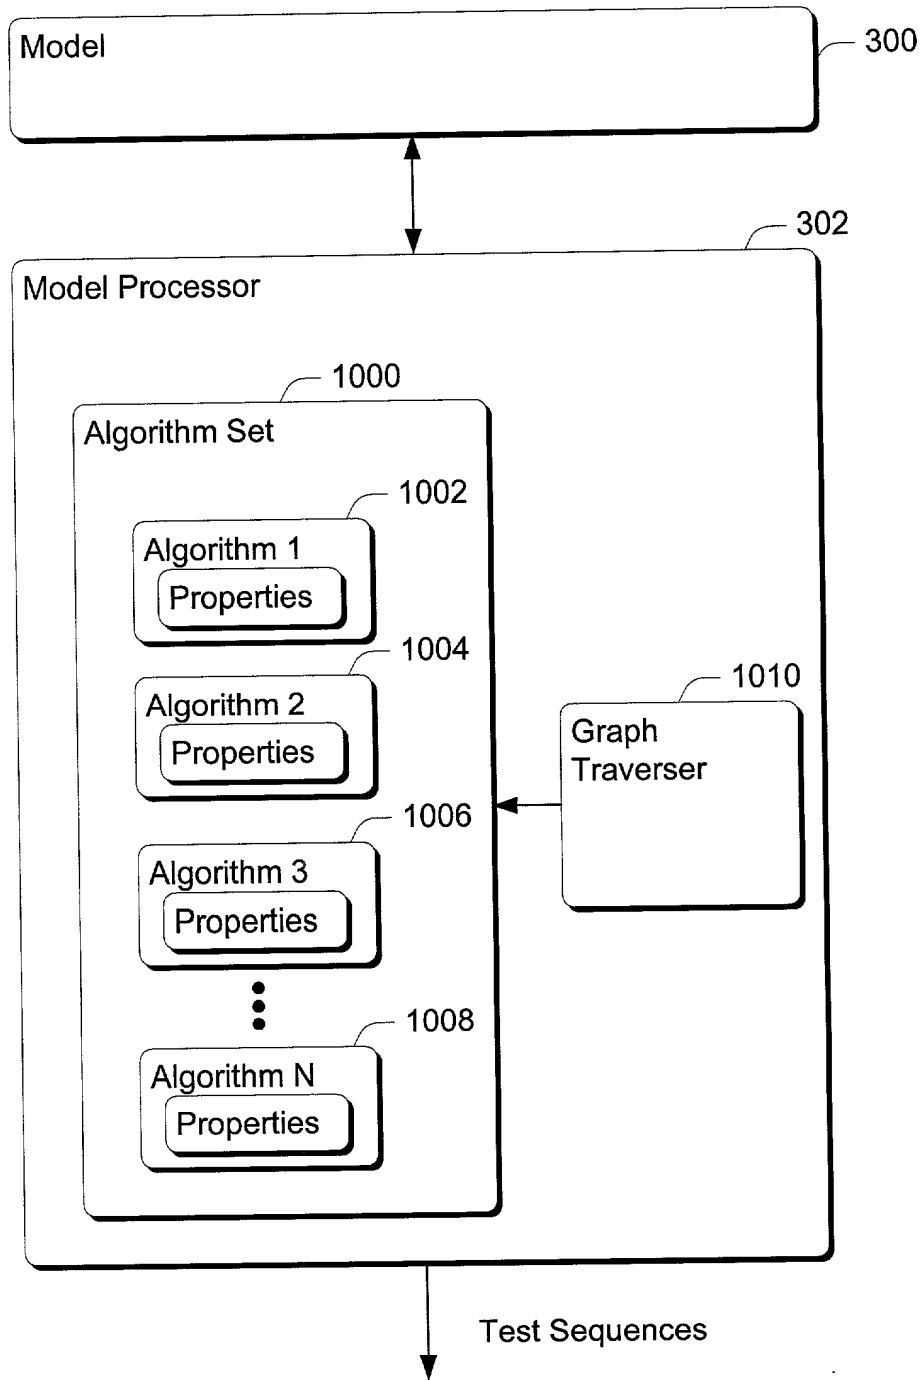 Model
300
302
Model Processor
1000
Algorithm Set
1002
Algorithm 1
Properties
1004
Algorithm 2
Properties
1010
Graph
Traverser
1006
Algorithm 3
Properties
1008
Algorithm N
Properties
Test Sequences